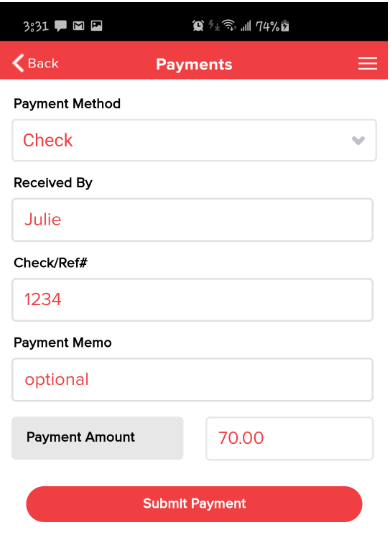 3:31 74%
Back Payments
Payment Method
Check
Received By
Julie
Check/Ref#
1234
Payment Memo
optional
Payment Amount 70.00
Submit Payment